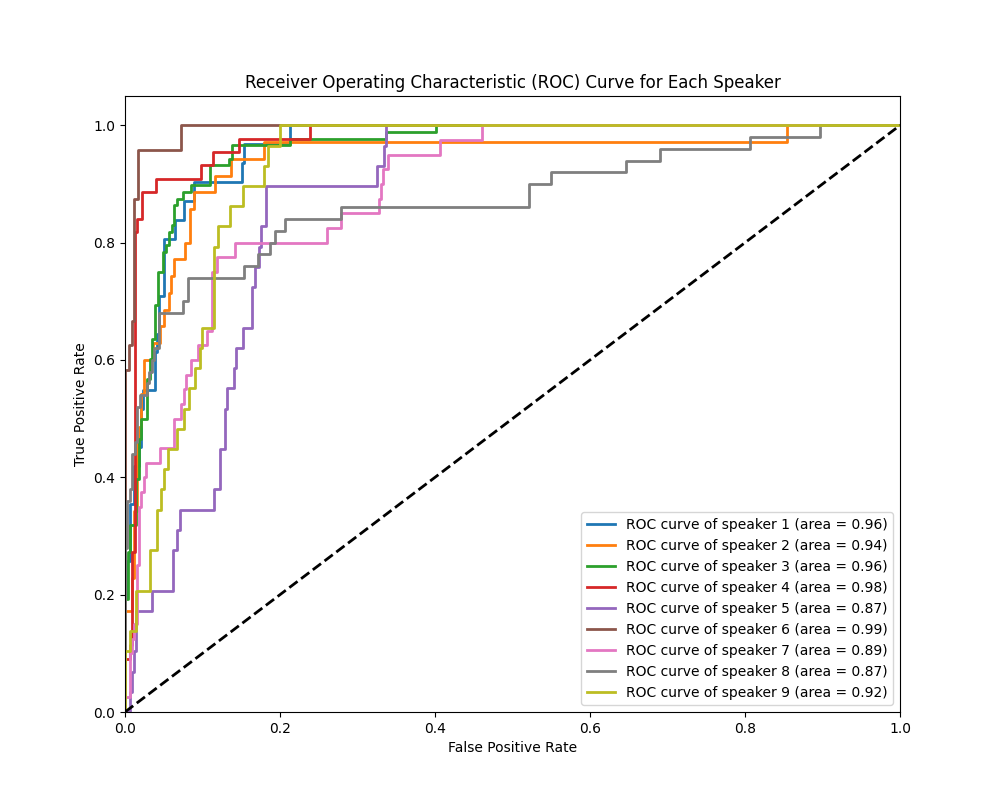 Receiver Operating Characteristic (ROC) Curve for Each Speaker
True Positive Rate
1.0
0.8
0.6
0.4
0.2
0.0
ROC curve of speaker 1 (area = 0.96)
ROC curve of speaker 2 (area = 0.94)
ROC curve of speaker 3 (area = 0.96)
ROC curve of speaker 4 (area = 0.98)
ROC curve of speaker 5 (area = 0.87)
ROC curve of speaker 6 (area = 0.99)
ROC curve of speaker 7 (area = 0.89)
ROC curve of speaker 8 (area = 0.87)
ROC curve of speaker 9 (area = 0.92)
0.0 0.2 0.4 0.6 0.8 1.0
False Positive Rate